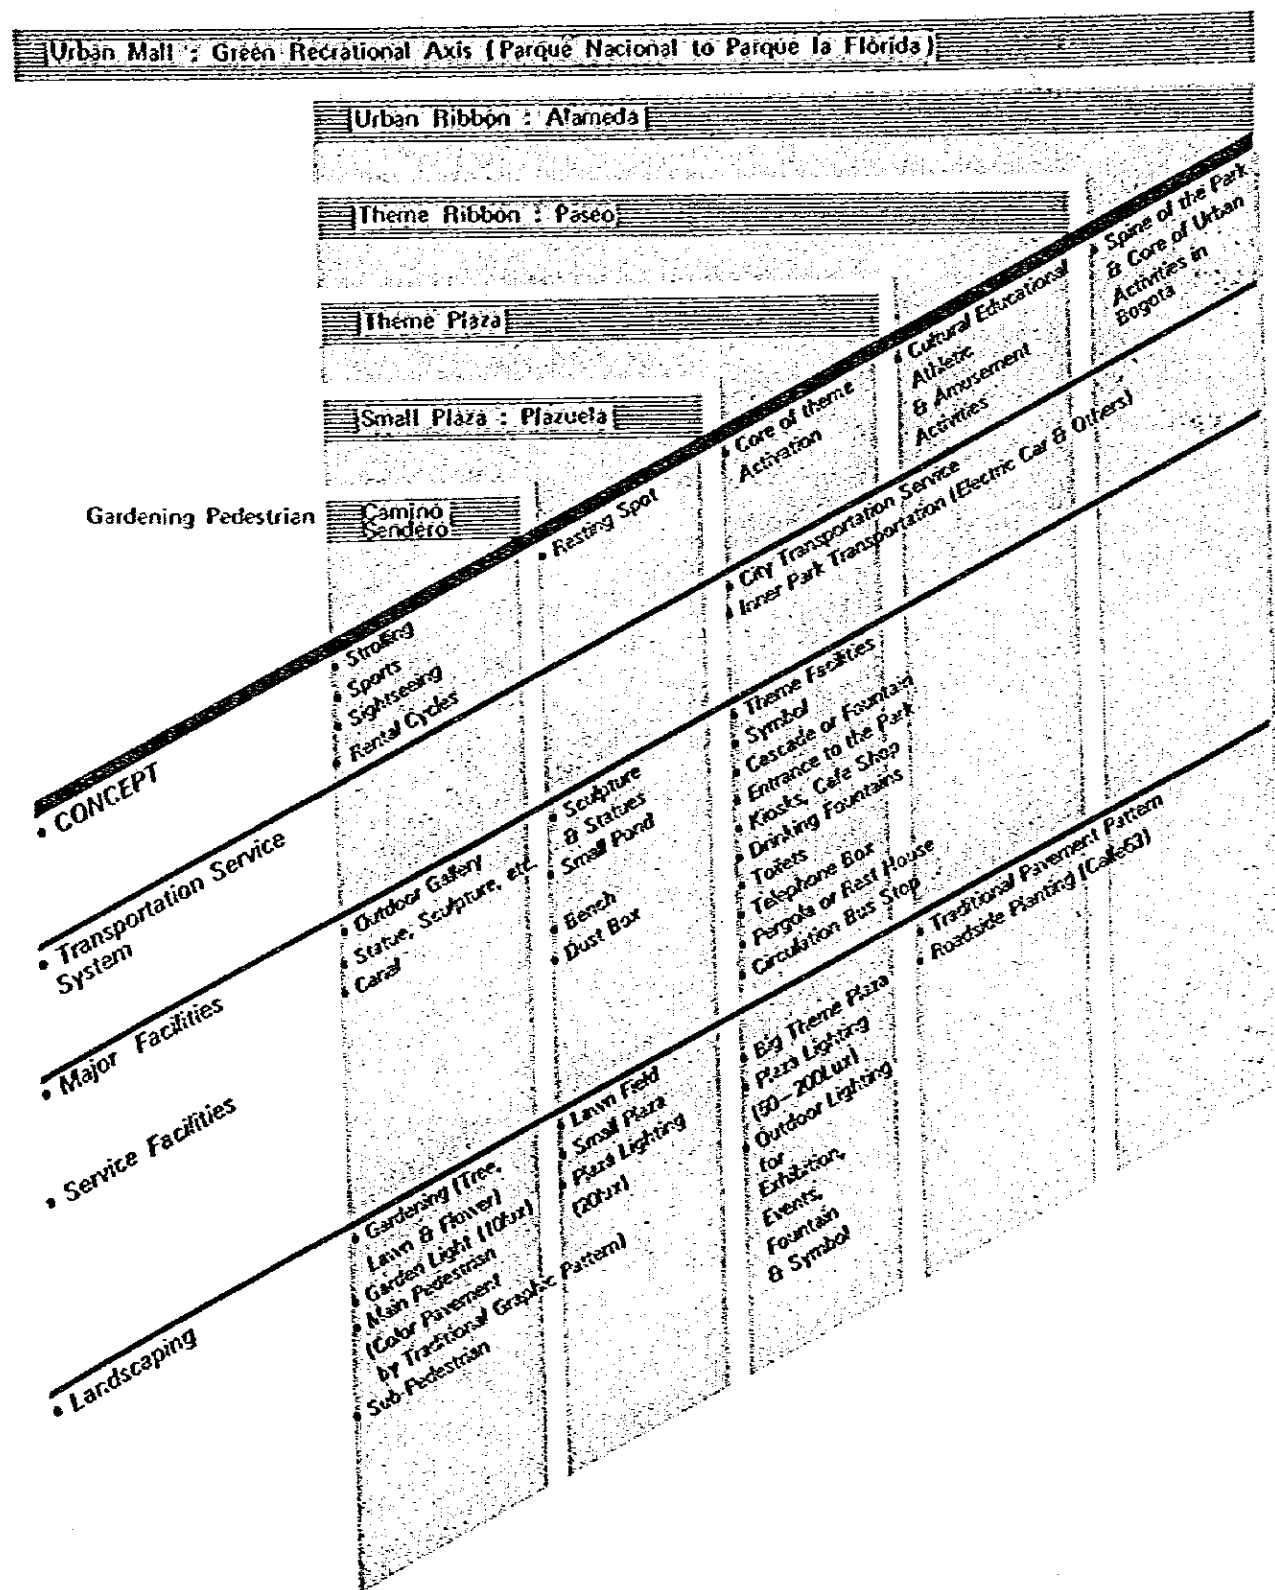 Urban Mall : Green Recrational Axis (Parque Nacional to Parque la Florida)
Urban Ribbon : Alameda
Theme Ribbon : Paseo
Theme Plaza
Small Plaza : Plazuela
Gardening Pedestrian
Camino
Sendero
• CONCEPT
• Strolling
• Sports
• Sightseeing
• Rental Cycles
• Resting Spot
• Core of theme
Activation
• Cultural Educational
Athletic
& Amusement
Activities
• Spine of the Park
& Core of Urban
Activities in
Bogota
• Transportation Service
System
• City Transportation Service
• Inner Park Transportation (Electric Car & Others)
• Major Facilities
• Service Facilities
• Outdoor Gallery
• Statue, Sculpture, etc.
• Canal
• Sculpture
& Statues
• Small Pond
• Bench
• Dust Box
• Theme Facilities
• Symbol
• Cascade or Fountain
• Entrance to the Park
• Kiosks, Cafe Shop
• Drinking Fountains
• Toilets
• Telephone Box
• Pergola or Rest House
• Circulation Bus Stop
• Landscaping
• Gardening (Tree,
Lawn & Flower)
• Garden Light (10lux)
• Main Pedestrian
(Color Pavement
by Traditional Graphic Pattern)
• Sub-Pedestrian
• Lawn Field
• Small Plaza
• Plaza Lighting
(20lux)
• Big Theme Plaza
• Plaza Lighting
(50–200Lux)
• Outdoor Lighting
for
Exhibition,
Events,
Fountain
& Symbol
• Traditional Pavement Pattern
• Roadside Planting (Calle63)